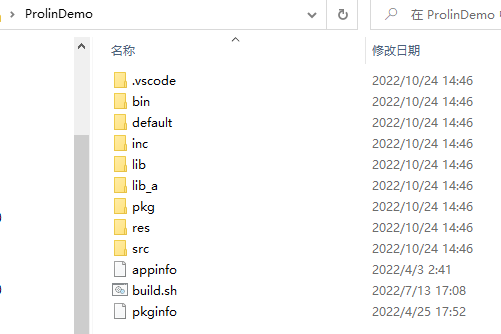 ProlinDemo
在 ProlinDemo
名称 修改日期
.vscode 2022/10/24 14:46
bin 2022/10/24 14:46
default 2022/10/24 14:46
inc 2022/10/24 14:46
lib 2022/10/24 14:46
lib_a 2022/10/24 14:46
pkg 2022/10/24 14:46
res 2022/10/24 14:46
src 2022/10/24 14:46
appinfo 2022/4/3 2:41
build.sh 2022/7/13 17:08
pkginfo 2022/4/25 17:52